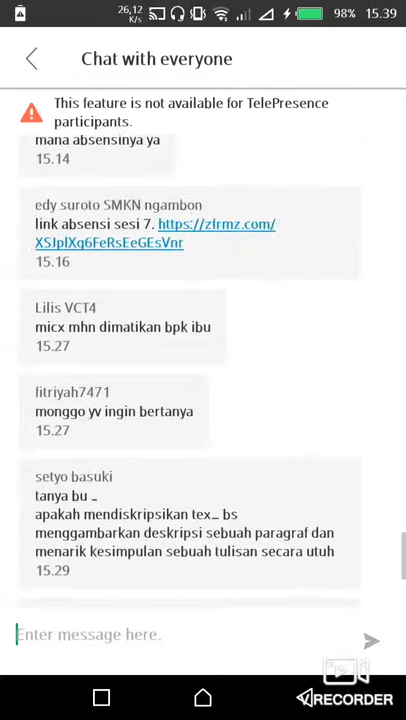 26,12
K/s
98%
15.39
Chat with everyone
This feature is not available for TelePresence
participants.
mana absensinya ya
15.14
edy suroto SMKN ngambon
link absensi sesi 7. https://zfrmz.com/
XSJplXq6FeRsEeGEsVnr
15.16
Lilis VCT4
micx mhn dimatikan bpk ibu
15.27
fitriyah7471
monggo yv ingin bertanya
15.27
setyo basuki
tanya bu ..
apakah mendiskripsikan tex... bs
menggambarkan deskripsi sebuah paragraf dan
menarik kesimpulan sebuah tulisan secara utuh
15.29
Enter message here.
RECORDER